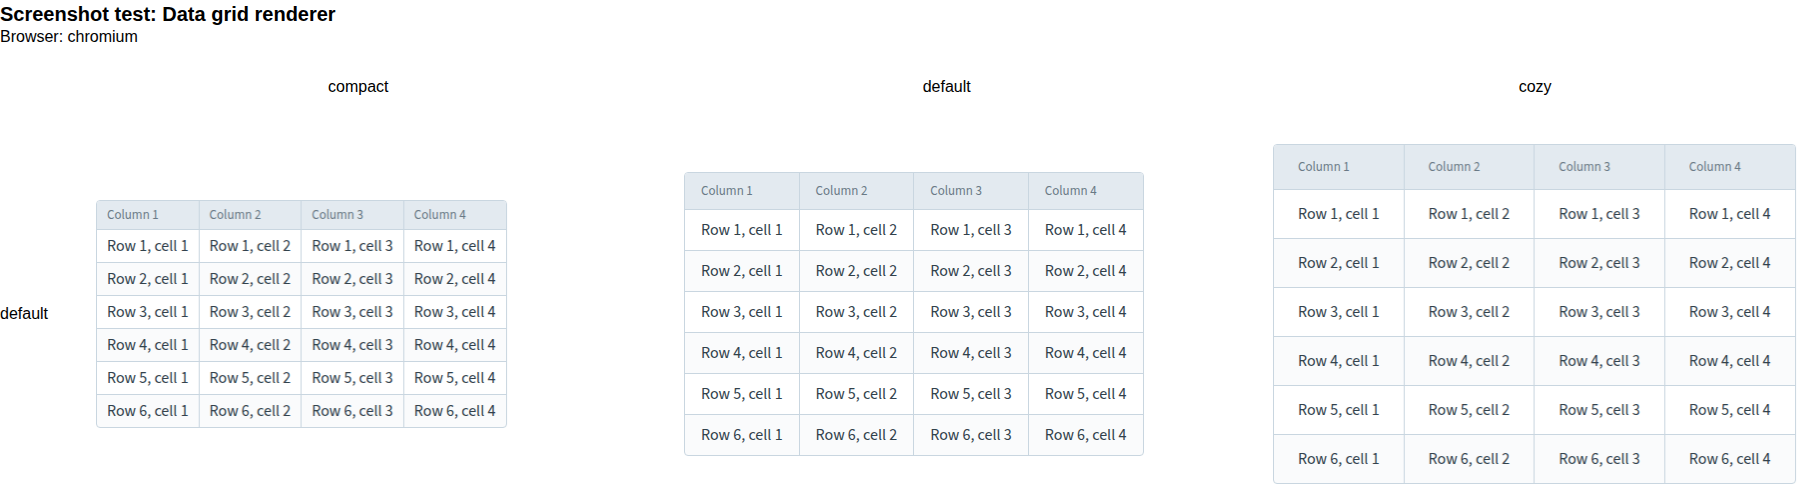 Screenshot test: Data grid renderer
Browser: chromium
compact default cozy
default
Column 1 Column 2 Column 3 Column 4
Row 1, cell 1 Row 1, cell 2 Row 1, cell 3 Row 1, cell 4
Row 2, cell 1 Row 2, cell 2 Row 2, cell 3 Row 2, cell 4
Row 3, cell 1 Row 3, cell 2 Row 3, cell 3 Row 3, cell 4
Row 4, cell 1 Row 4, cell 2 Row 4, cell 3 Row 4, cell 4
Row 5, cell 1 Row 5, cell 2 Row 5, cell 3 Row 5, cell 4
Row 6, cell 1 Row 6, cell 2 Row 6, cell 3 Row 6, cell 4
Column 1 Column 2 Column 3 Column 4
Row 1, cell 1 Row 1, cell 2 Row 1, cell 3 Row 1, cell 4
Row 2, cell 1 Row 2, cell 2 Row 2, cell 3 Row 2, cell 4
Row 3, cell 1 Row 3, cell 2 Row 3, cell 3 Row 3, cell 4
Row 4, cell 1 Row 4, cell 2 Row 4, cell 3 Row 4, cell 4
Row 5, cell 1 Row 5, cell 2 Row 5, cell 3 Row 5, cell 4
Row 6, cell 1 Row 6, cell 2 Row 6, cell 3 Row 6, cell 4
Column 1 Column 2 Column 3 Column 4
Row 1, cell 1 Row 1, cell 2 Row 1, cell 3 Row 1, cell 4
Row 2, cell 1 Row 2, cell 2 Row 2, cell 3 Row 2, cell 4
Row 3, cell 1 Row 3, cell 2 Row 3, cell 3 Row 3, cell 4
Row 4, cell 1 Row 4, cell 2 Row 4, cell 3 Row 4, cell 4
Row 5, cell 1 Row 5, cell 2 Row 5, cell 3 Row 5, cell 4
Row 6, cell 1 Row 6, cell 2 Row 6, cell 3 Row 6, cell 4